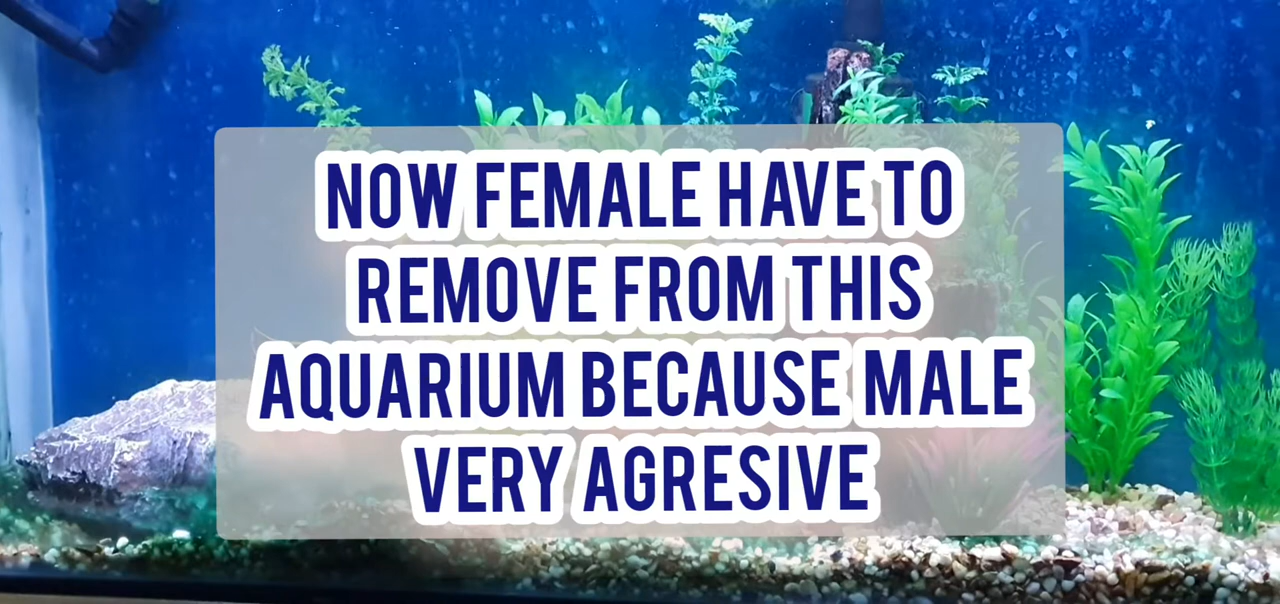 NOW FEMALE HAVE TO
REMOVE FROM THIS
AQUARIUM BECAUSE MALE
VERY AGRESIVE